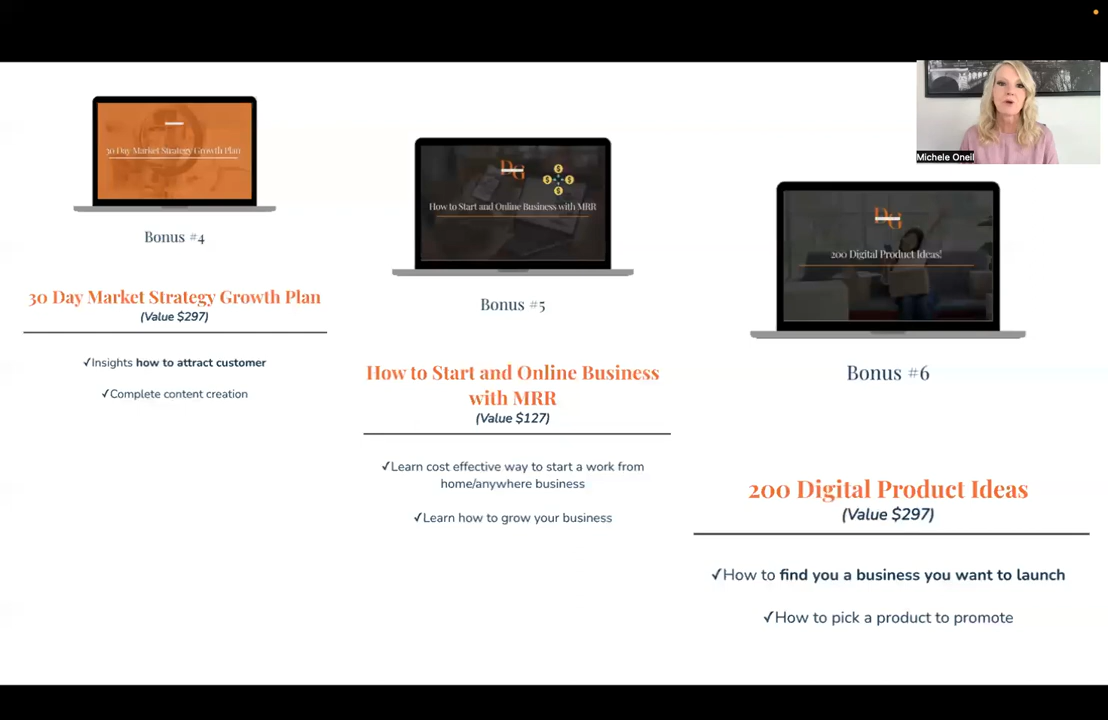 30 Day Market Strategy Growth Plan
Bonus #4
30 Day Market Strategy Growth Plan
(Value $297)
✓Insights how to attract customer
✓Complete content creation
DG
How to Start and Online Business with MRR
Bonus #5
How to Start and Online Business
with MRR
(Value $127)
✓Learn cost effective way to start a work from
home/anywhere business
✓Learn how to grow your business
Michele Oneil
DG
200 Digital Product Ideas!
Bonus #6
200 Digital Product Ideas
(Value $297)
✓How to find you a business you want to launch
✓How to pick a product to promote